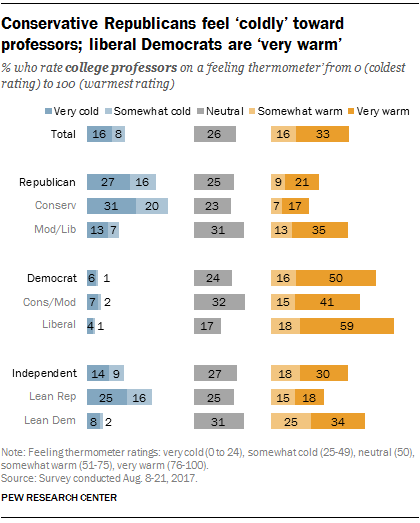 Conservative Republicans feel ‘coldly’ toward
professors; liberal Democrats are ‘very warm’
% who rate college professors on a ‘feeling thermometer’ from 0 (coldest
rating) to 100 (warmest rating)
Very cold Somewhat cold Neutral Somewhat warm Very warm
Total 16 8 26 16 33
Republican 27 16 25 9 21
Conserv 31 20 23 7 17
Mod/Lib 13 7 31 13 35
Democrat 6 1 24 16 50
Cons/Mod 7 2 32 15 41
Liberal 4 1 17 18 59
Independent 14 9 27 18 30
Lean Rep 25 16 25 15 18
Lean Dem 8 2 31 25 34
Note: Feeling thermometer ratings: very cold (0 to 24), somewhat cold (25-49), neutral (50),
somewhat warm (51-75), very warm (76-100).
Source: Survey conducted Aug. 8-21, 2017.
PEW RESEARCH CENTER